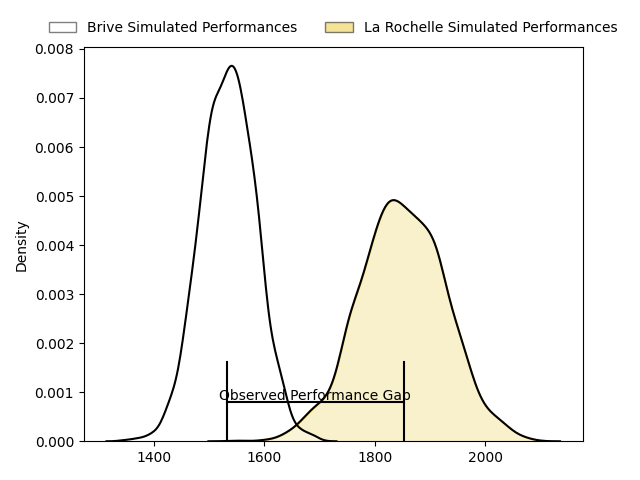 Brive Simulated Performances
La Rochelle Simulated Performances
0.008
0.007
0.006
0.005
0.004
0.003
0.002
0.001
0.000
Density
Observed Performance Gap
1400 1600 1800 2000